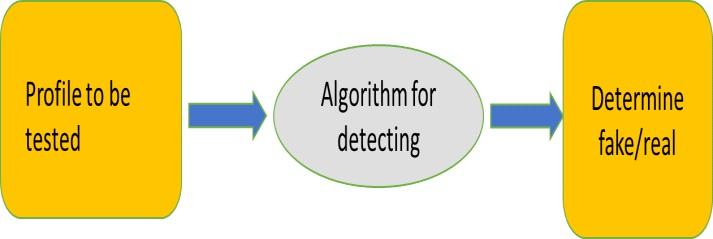 Profile to be
tested
Algorithm for
detecting
Determine
fake/real